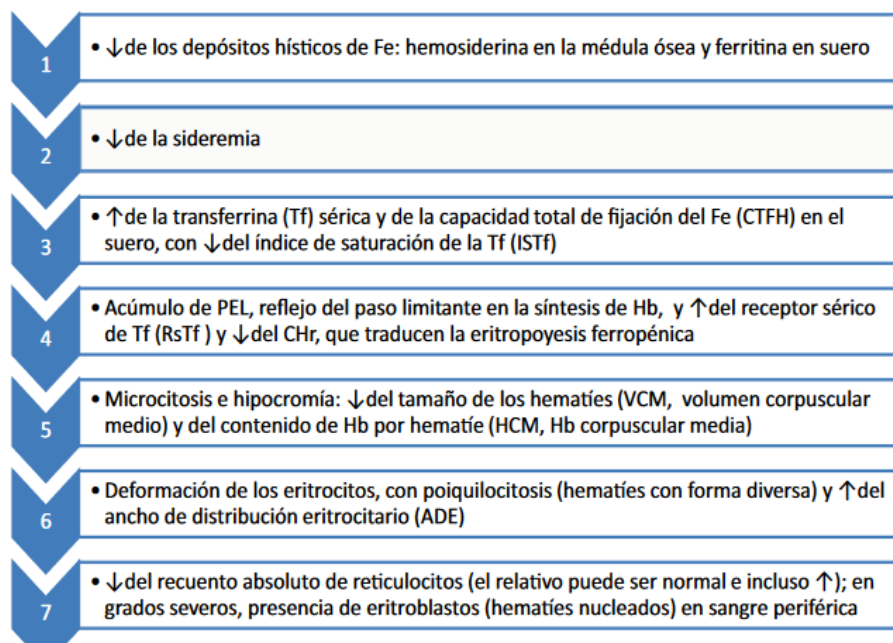 1
• ↓de los depósitos hísticos de Fe: hemosiderina en la médula ósea y ferritina en suero
2
• ↓de la sideremia
3
• ↑de la transferrina (Tf) sérica y de la capacidad total de fijación del Fe (CTFH) en el
suero, con ↓del índice de saturación de la Tf (ISTf)
4
• Acúmulo de PEL, reflejo del paso limitante en la síntesis de Hb, y ↑del receptor sérico
de Tf (RsTf ) y ↓del CHr, que traducen la eritropoyesis ferropénica
5
• Microcitosis e hipocromía: ↓del tamaño de los hematíes (VCM, volumen corpuscular
medio) y del contenido de Hb por hematíe (HCM, Hb corpuscular media)
6
• Deformación de los eritrocitos, con poiquilocitosis (hematíes con forma diversa) y ↑del
ancho de distribución eritrocitario (ADE)
7
• ↓del recuento absoluto de reticulocitos (el relativo puede ser normal e incluso ↑); en
grados severos, presencia de eritroblastos (hematíes nucleados) en sangre periférica